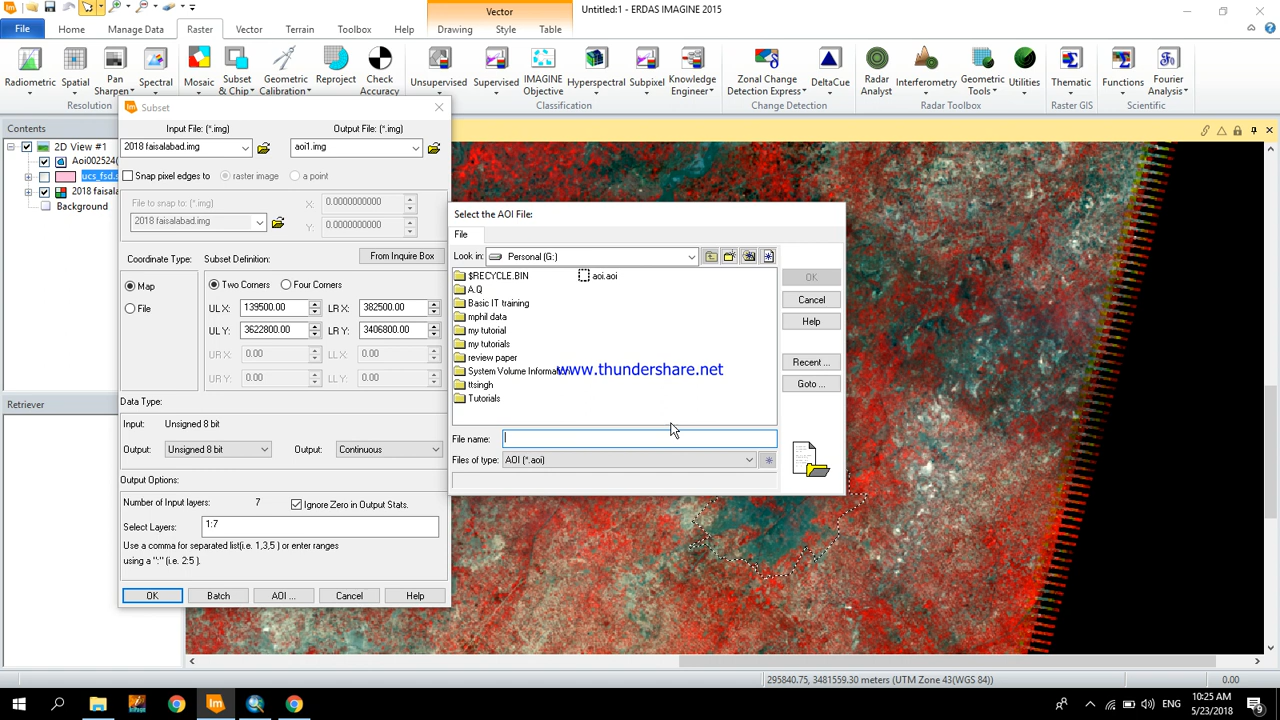 Vector
Untitled:1 - ERDAS IMAGINE 2015
File Home Manage Data Raster Vector Terrain Toolbox Help Drawing Style Table
Radiometric Spatial Pan Sharpen Spectral Mosaic Subset & Chip Geometric Calibration Reproject Check Accuracy Unsupervised Supervised IMAGINE Objective Hyperspectral Subpixel Knowledge Engineer Zonal Change Detection Express DeltaCue Radar Analyst Interferometry Geometric Tools Utilities Thematic Functions Fourier Analysis
Resolution Classification Change Detection Radar Toolbox Raster GIS Scientific
Contents
2D View #1
Aoi002524(
ucs_fsd.s
2018 faisala
Background
Retriever
Subset
Input File: (*.img) Output File: (*.img)
2018 faisalabad.img aoi1.img
Snap pixel edges to raster image a point
File to snap to: (*.img) X: 0.0000000000
2018 faisalabad.img Y: 0.0000000000
Coordinate Type: Subset Definition: From Inquire Box
Map Two Corners Four Corners
File UL X: 139500.00 LR X: 382500.00
UL Y: 3622800.00 LR Y: 3406800.00
UR X: 0.00 LL X: 0.00
UR Y: 0.00 LL Y: 0.00
Data Type:
Input: Unsigned 8 bit
Output: Unsigned 8 bit Output: Continuous
Output Options:
Number of Input layers: 7 Ignore Zero in Output Stats.
Select Layers: 1:7
Use a comma for separated list(i.e. 1,3,5 ) or enter ranges
using a ":" (i.e. 2:5 ).
OK Batch AOI ... Cancel Help
Select the AOI File:
File
Look in: Personal (G:)
$RECYCLE.BIN aoi.aoi
A.Q
Basic IT training
mphil data
my tutorial
my tutorials
review paper
System Volume Informa
ttsingh
Tutorials
www.thundershare.net
OK
Cancel
Help
Recent ...
Goto ...
File name:
Files of type: AOI (*.aoi)
295840.75, 3481559.30 meters (UTM Zone 43(WGS 84)) 0.00
ENG
10:25 AM
5/23/2018
9